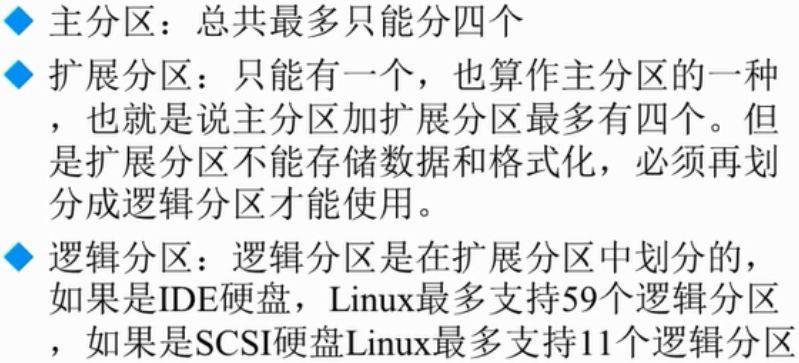 主分区：总共最多只能分四个
扩展分区：只能有一个，也算作主分区的一种
，也就是说主分区加扩展分区最多有四个。但
是扩展分区不能存储数据和格式化，必须再划
分成逻辑分区才能使用。
逻辑分区：逻辑分区是在扩展分区中划分的，
如果是IDE硬盘，Linux最多支持59个逻辑分区
，如果是SCSI硬盘Linux最多支持11个逻辑分区